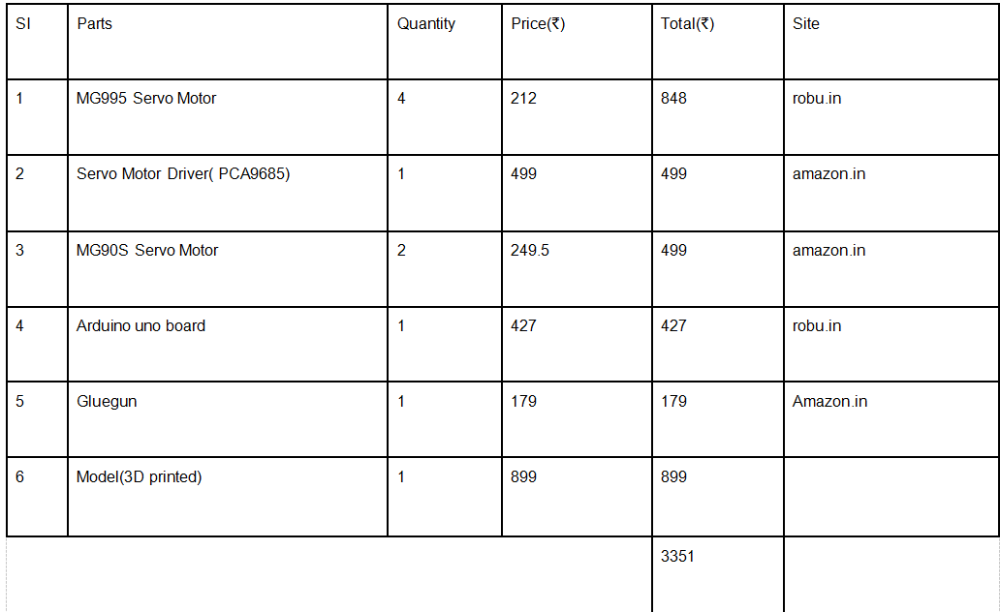 SI Parts Quantity Price(₹) Total(₹) Site
1 MG995 Servo Motor 4 212 848 robu.in
2 Servo Motor Driver( PCA9685) 1 499 499 amazon.in
3 MG90S Servo Motor 2 249.5 499 amazon.in
4 Arduino uno board 1 427 427 robu.in
5 Gluegun 1 179 179 Amazon.in
6 Model(3D printed) 1 899 899
3351